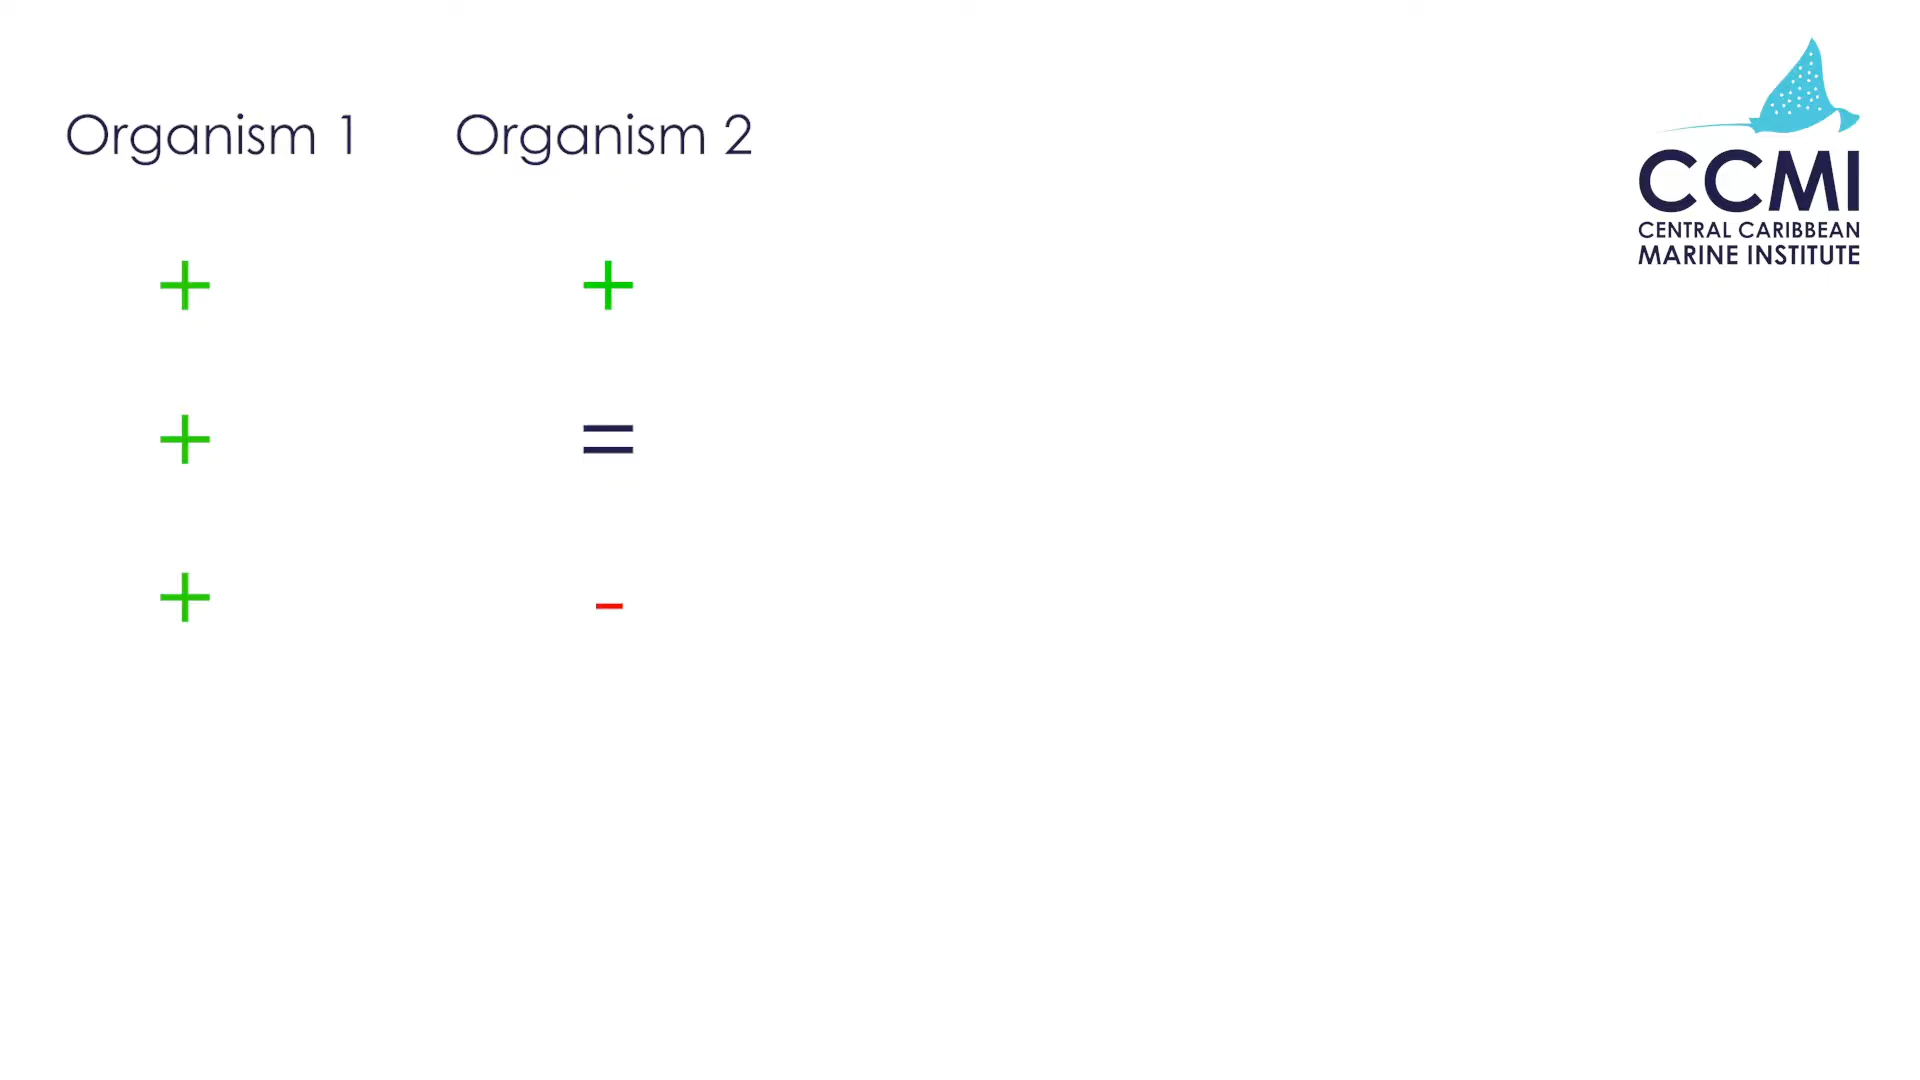 Organism 1 Organism 2
+ +
+ =
+ -
CCMI
CENTRAL CARIBBEAN
MARINE INSTITUTE